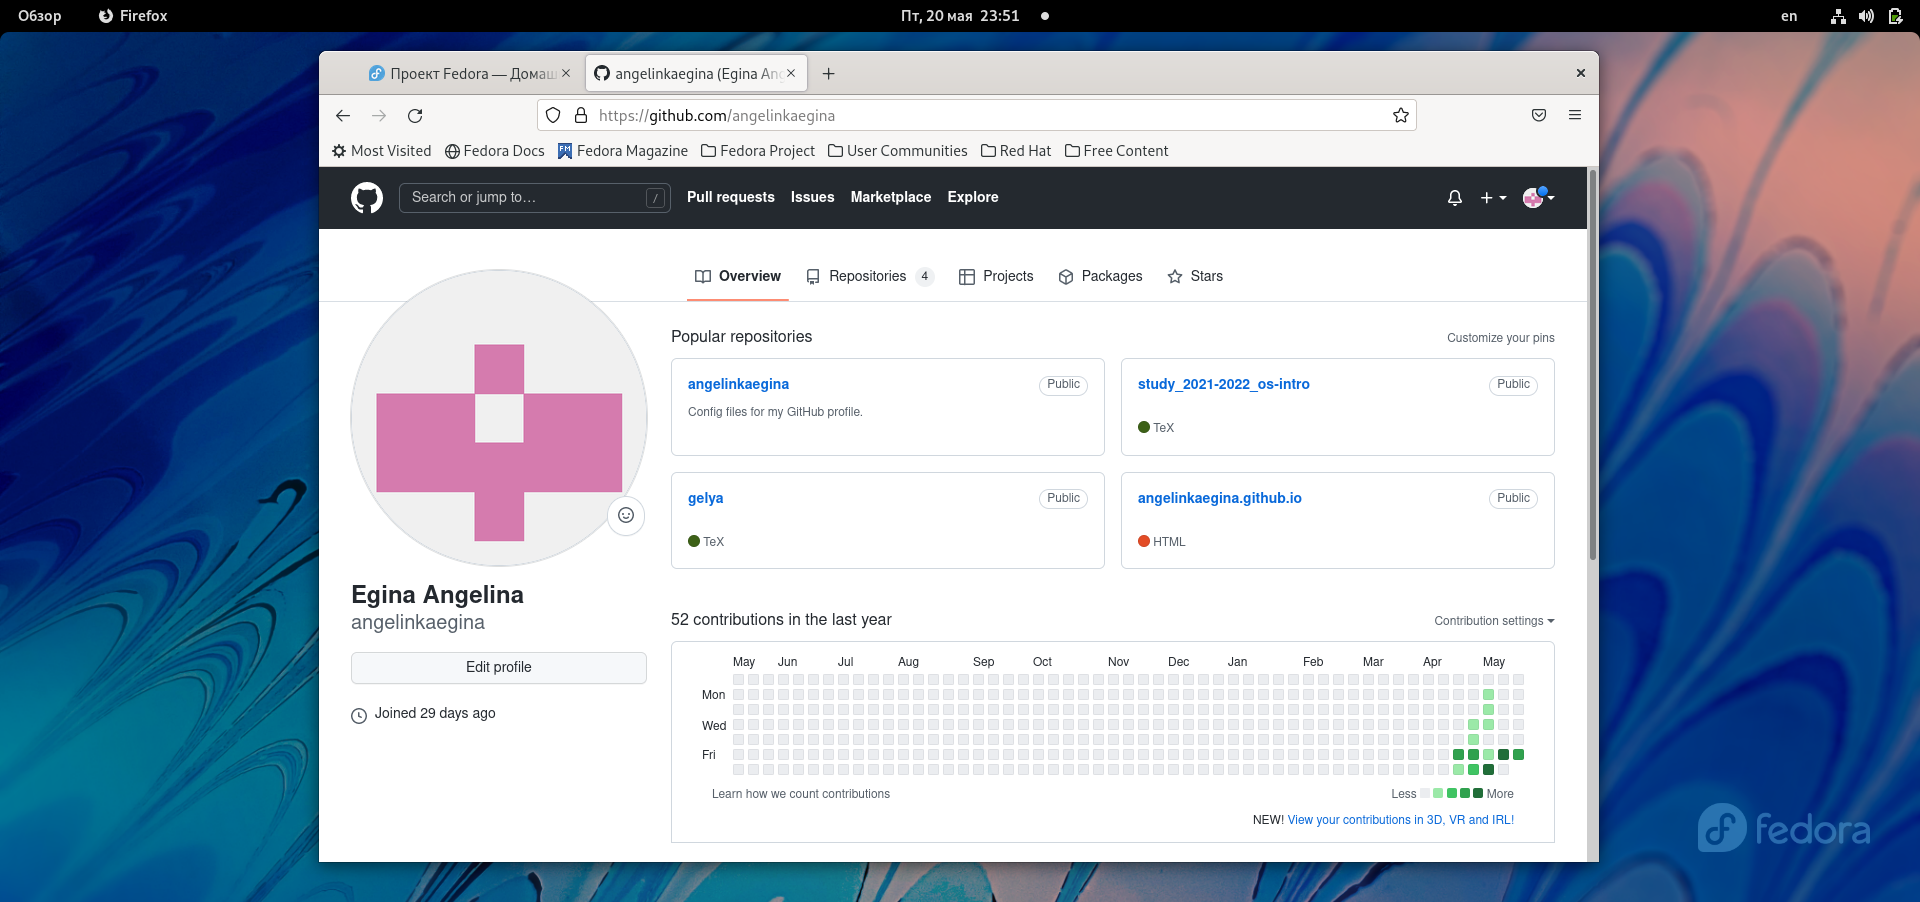 Обзор Firefox Пт, 20 мая 23:51 en
Проект Fedora — Домаш angelinkaegina (Egina Ang
https://github.com/angelinkaegina
Most Visited Fedora Docs Fedora Magazine Fedora Project User Communities Red Hat Free Content
Search or jump to… / Pull requests Issues Marketplace Explore
Overview Repositories 4 Projects Packages Stars
Popular repositories Customize your pins
angelinkaegina Public
Config files for my GitHub profile.
study_2021-2022_os-intro Public
TeX
gelya Public
TeX
angelinkaegina.github.io Public
HTML
Egina Angelina
angelinkaegina
Edit profile
Joined 29 days ago
52 contributions in the last year Contribution settings
May Jun Jul Aug Sep Oct Nov Dec Jan Feb Mar Apr May
Mon
Wed
Fri
Learn how we count contributions Less More
NEW! View your contributions in 3D, VR and IRL!
fedora